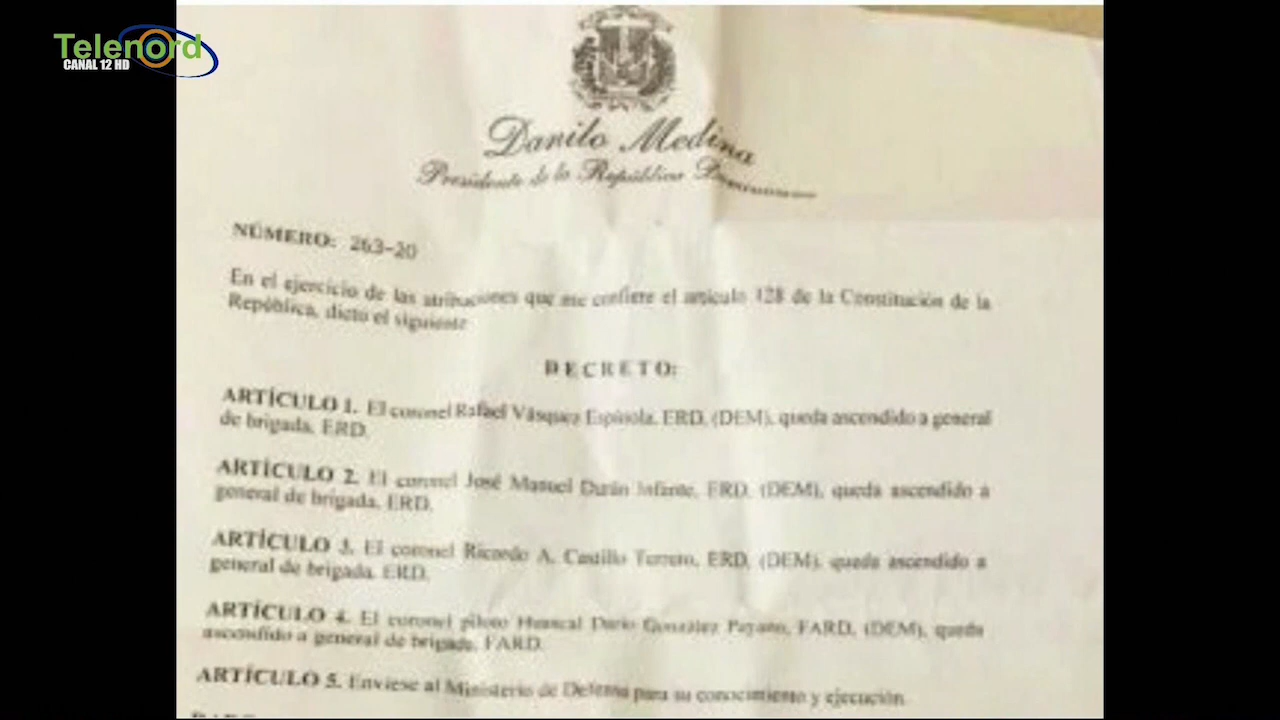 Telenord
CANAL 12 HD
Danilo Medina
Presidente de la República
NÚMERO: 263-20
En el ejercicio de las atribuciones que me confiere el artículo 128 de la Constitución de la
República, dicto el siguiente
DECRETO:
ARTÍCULO 1. El coronel Rafael Vásquez Espínola, ERD, (DEM), queda ascendido a general
de brigada, ERD.
ARTÍCULO 2. El coronel José Manuel Durán Infante, ERD, (DEM), queda ascendido a
general de brigada, ERD.
ARTÍCULO 3. El coronel Ricardo A. Castillo Terrero, ERD, (DEM), queda ascendido a
general de brigada, ERD.
ARTÍCULO 4. El coronel piloto Darío González Payano, FARD, (DEM), queda
ascendido a general de brigada, FARD.
ARTÍCULO 5. Envíese al Ministerio de Defensa para su conocimiento y ejecución.